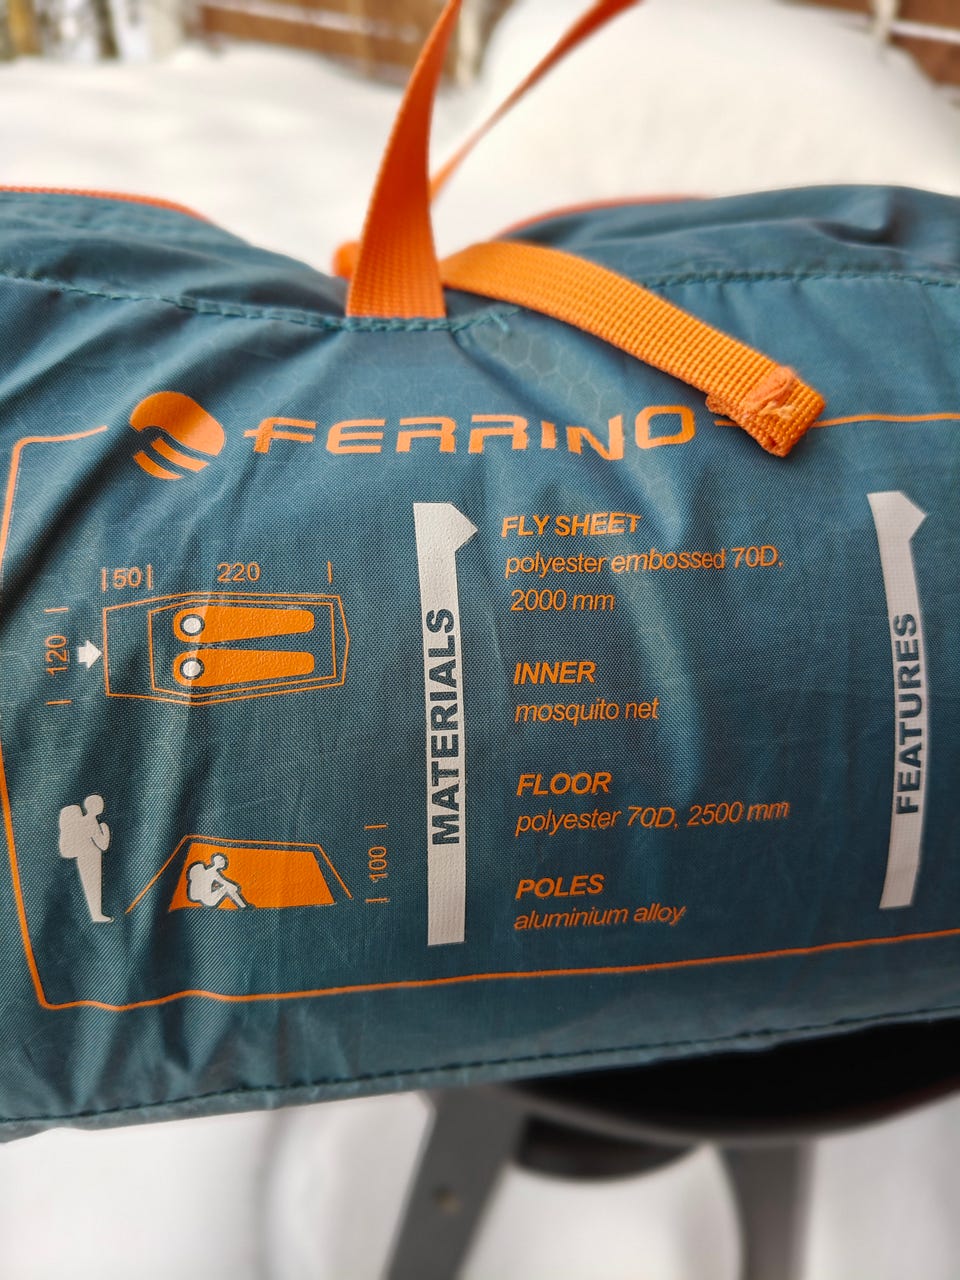 FERRINO
|50| 220 |
120
100
MATERIALS
FLY SHEET
polyester embossed 70D,
2000 mm
INNER
mosquito net
FLOOR
polyester 70D, 2500 mm
POLES
aluminium alloy
FEATURES